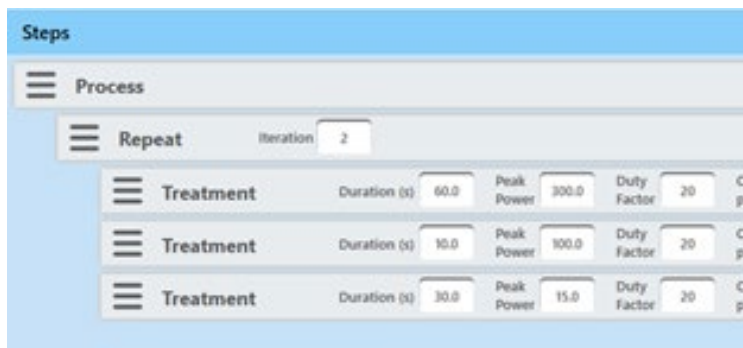 Steps
Process
Repeat Iteration 2
Treatment Duration (s) 60.0 Peak Power 300.0 Duty Factor 20
Treatment Duration (s) 10.0 Peak Power 100.0 Duty Factor 20
Treatment Duration (s) 30.0 Peak Power 15.0 Duty Factor 20